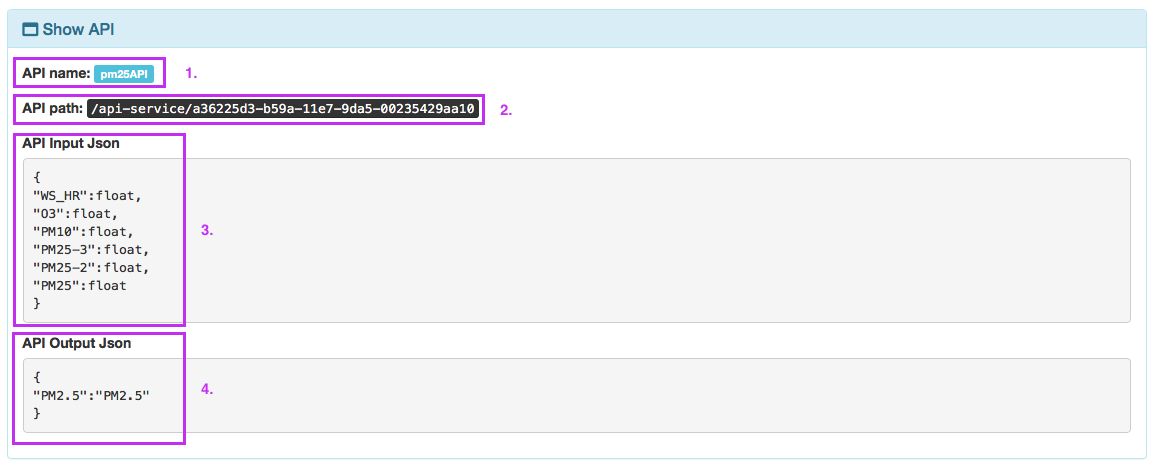 Show API
API name: pm25API 1.
API path: /api-service/a36225d3-b59a-11e7-9da5-00235429aa10 2.
API Input Json
{
"WS_HR":float,
"O3":float,
"PM10":float,
"PM25-3":float,
"PM25-2":float,
"PM25":float
}
3.
API Output Json
{
"PM2.5":"PM2.5"
}
4.